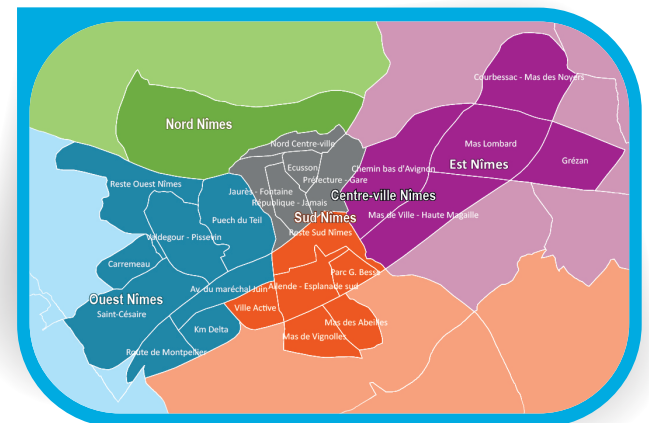 Courbessac - Mas des Noyers
Nord Nîmes
Nord Centre-ville
Mas Lombard
Grézan
Ecusson
Chemin bas d'Avignon
Est Nîmes
Préfecture - Gare
Reste Ouest Nîmes
Jaurès - Fontaine
Centre-ville Nîmes
République - Jamais
Sud Nîmes
Mas de Ville - Haute Magaille
Puech du Teil
Reste Sud Nîmes
Valdegour - Pissevin
Carremeau
Parc G. Besse
Av. du maréchal Juin
Allende - Esplanade sud
Ouest Nîmes
Ville Active
Saint-Césaire
Mas des Abeilles
Km Delta
Mas de Vignolles
Route de Montpellier